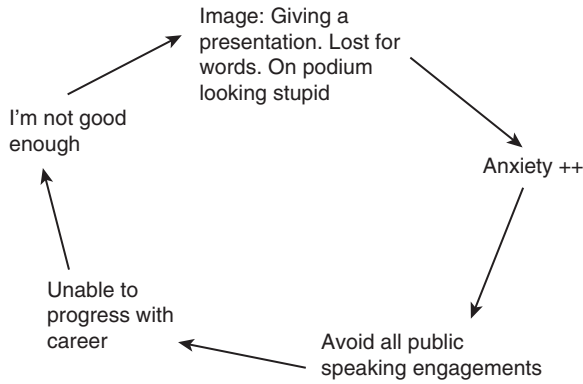 Image: Giving a
presentation. Lost for
words. On podium
looking stupid
Anxiety ++
Avoid all public
speaking engagements
Unable to
progress with
career
I’m not good
enough